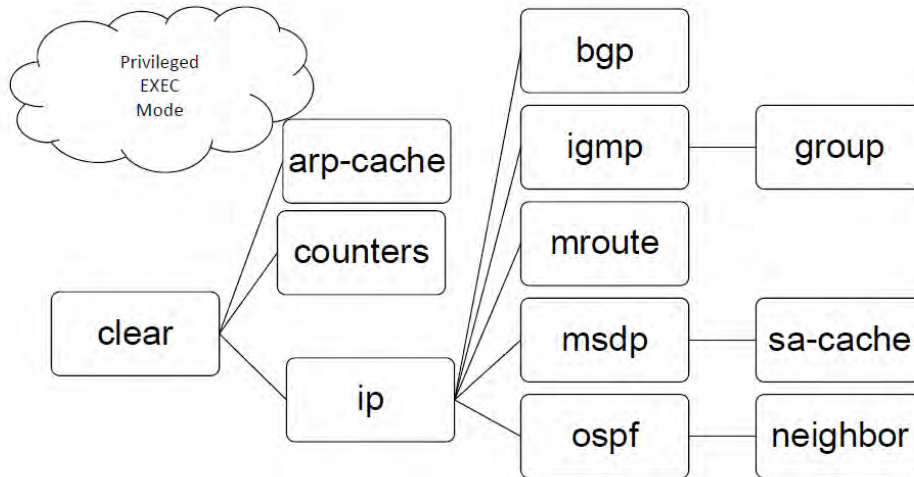 Privileged
EXEC
Mode
bgp
arp-cache
igmp
group
counters
mroute
clear
msdp
sa-cache
ip
ospf
neighbor